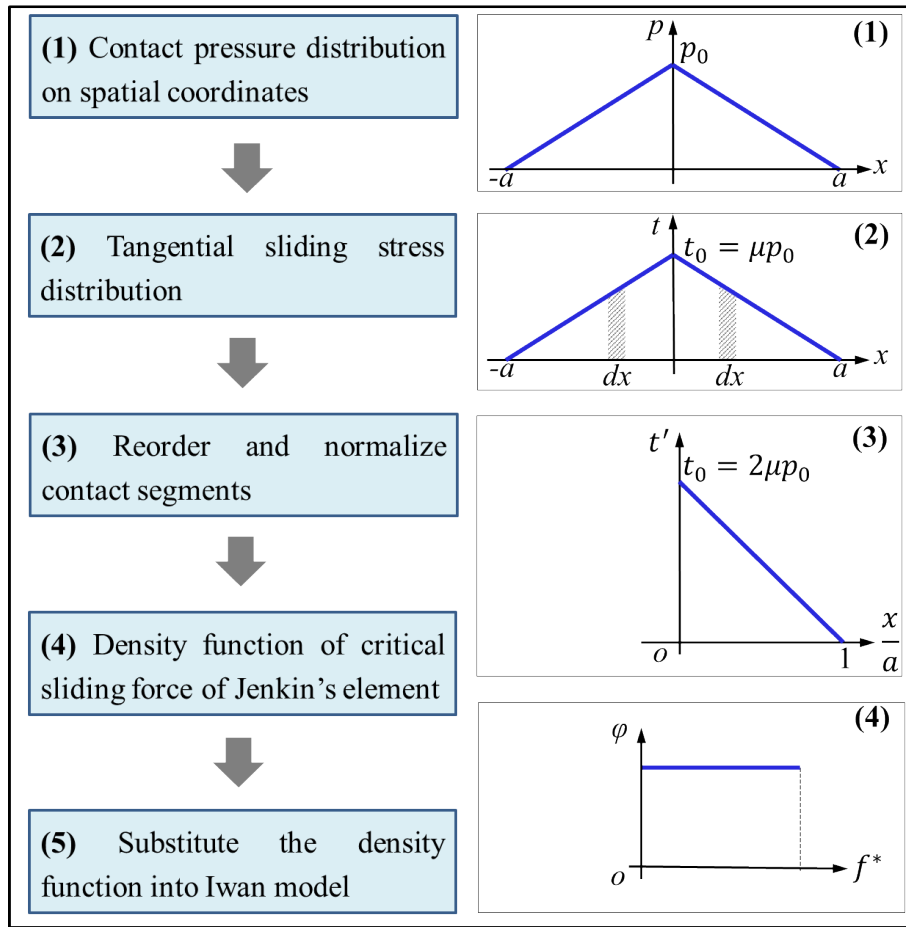 (1) Contact pressure distribution
on spatial coordinates
(2) Tangential sliding stress
distribution
(3) Reorder and normalize
contact segments
(4) Density function of critical
sliding force of Jenkin's element
(5) Substitute the density
function into Iwan model
(1)
p
p₀
-a
a
x
(2)
t
t₀ = μp₀
-a
dx
dx
a
x
(3)
t′
t₀ = 2μp₀
o
1
x
a
(4)
φ
o
f*